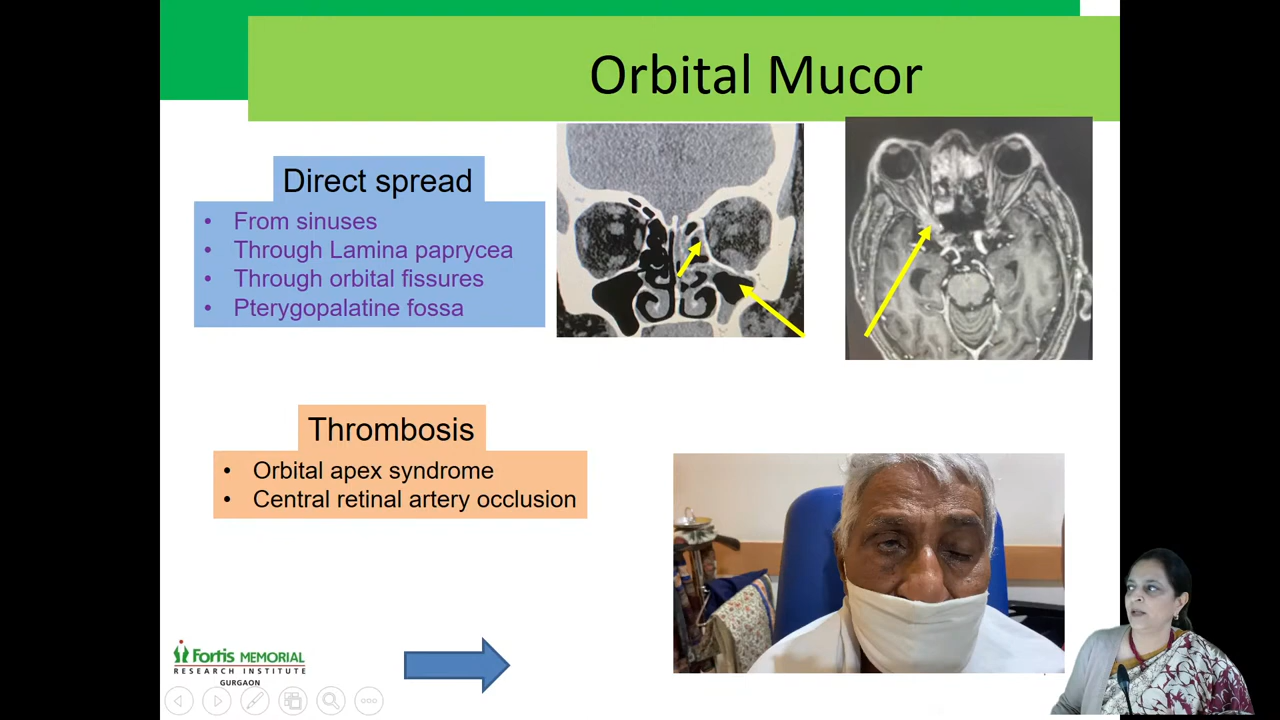 Orbital Mucor
Direct spread
• From sinuses
• Through Lamina paprycea
• Through orbital fissures
• Pterygopalatine fossa
Thrombosis
• Orbital apex syndrome
• Central retinal artery occlusion
Fortis MEMORIAL
RESEARCH INSTITUTE
GURGAON